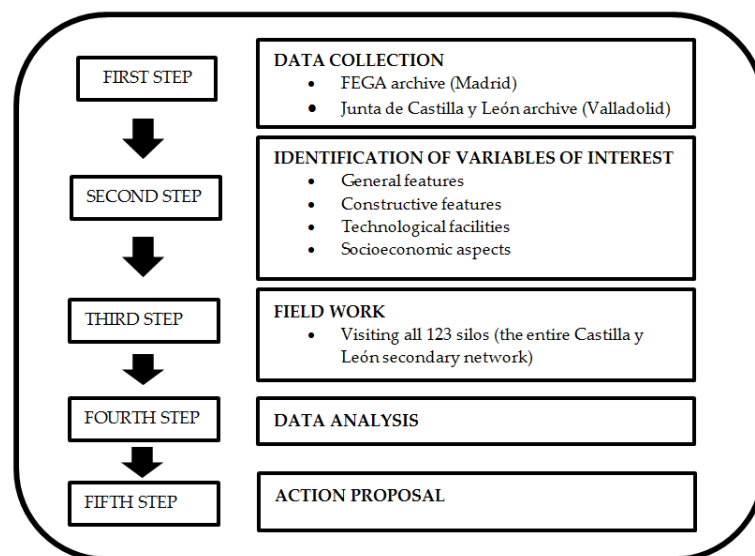 FIRST STEP
DATA COLLECTION
• FEGA archive (Madrid)
• Junta de Castilla y León archive (Valladolid)
SECOND STEP
IDENTIFICATION OF VARIABLES OF INTEREST
• General features
• Constructive features
• Technological facilities
• Socioeconomic aspects
THIRD STEP
FIELD WORK
• Visiting all 123 silos (the entire Castilla y
León secondary network)
FOURTH STEP
DATA ANALYSIS
FIFTH STEP
ACTION PROPOSAL